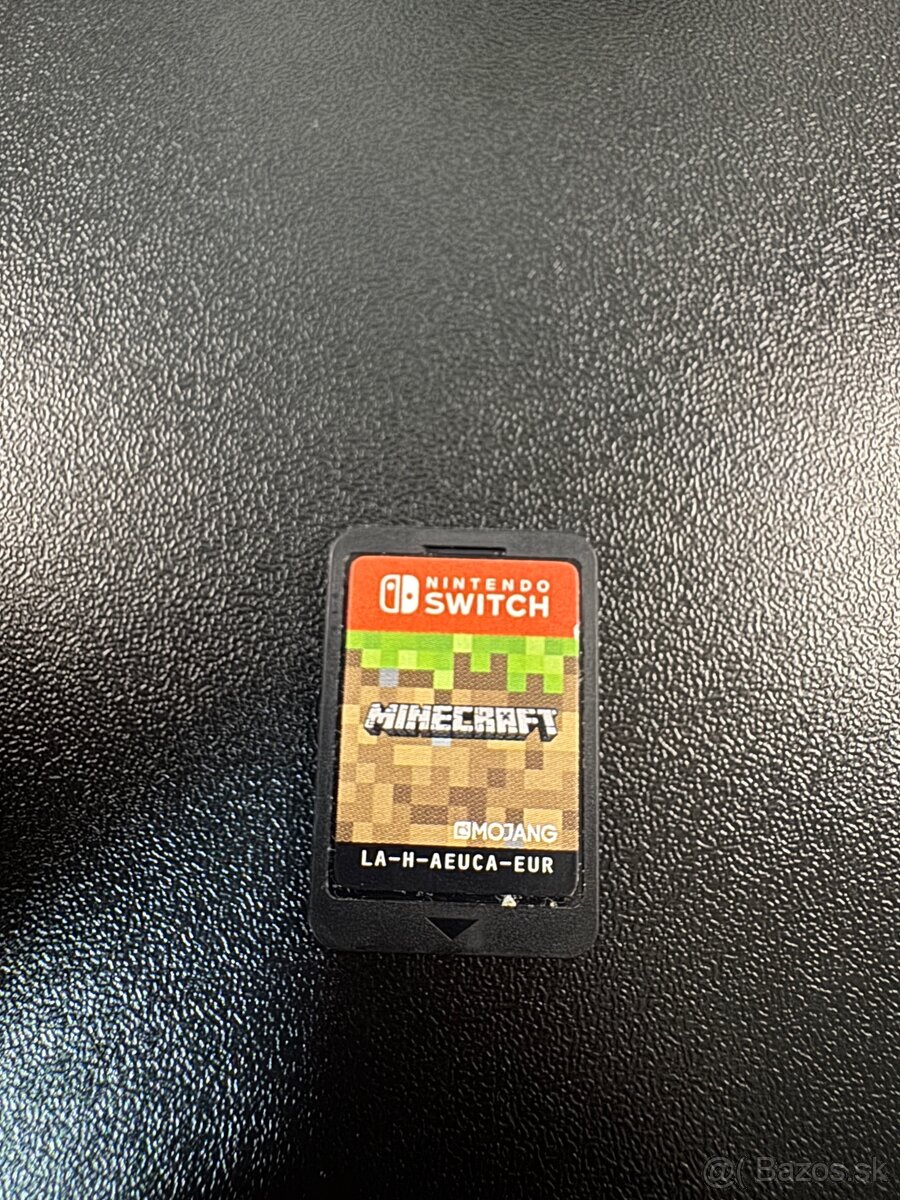 NINTENDO
SWITCH
MINECRAFT
MOJANG
LA-H-AEUCA-EUR
@( Bazos.sk